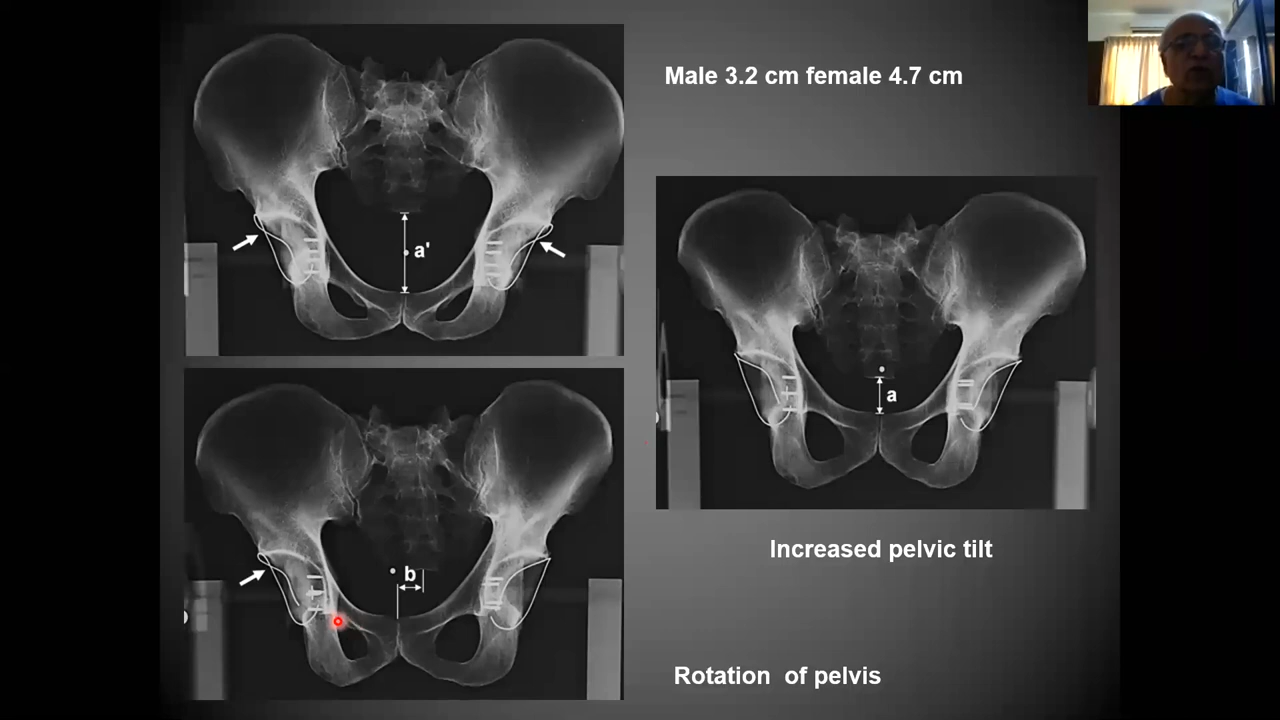 Male 3.2 cm female 4.7 cm
a'
a
Increased pelvic tilt
b
Rotation of pelvis